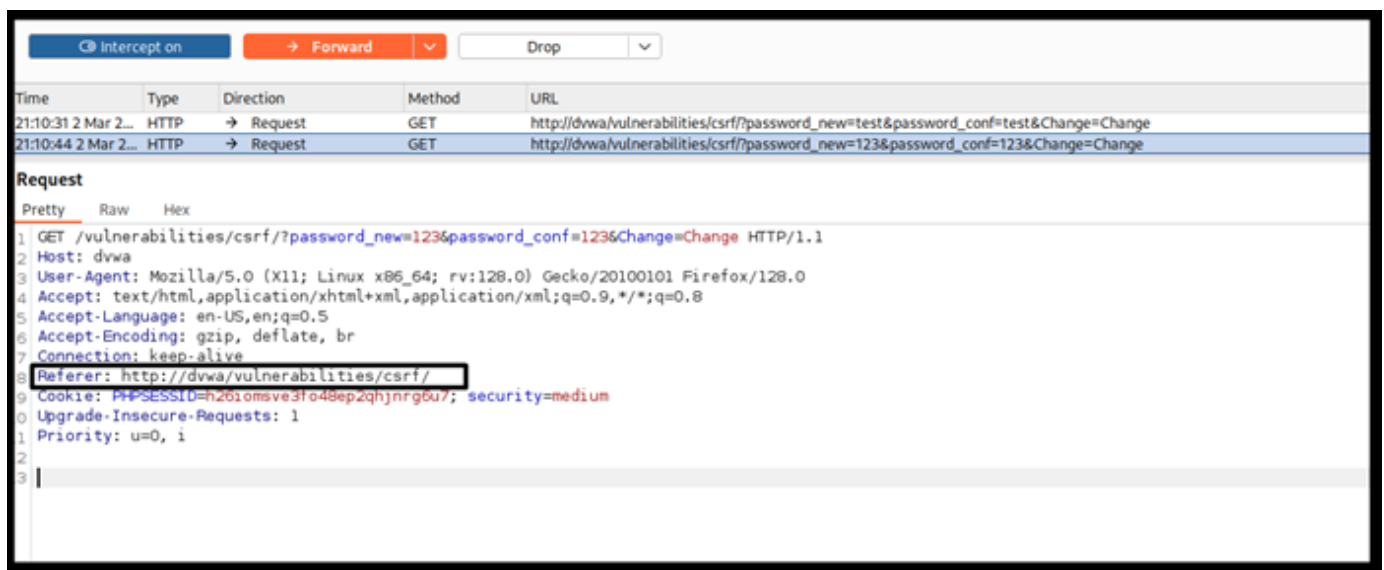 Intercept on
Forward
Drop
Time Type Direction Method URL
21:10:31 2 Mar 2... HTTP → Request GET http://dvwa/vulnerabilities/csrf/?password_new=test&password_conf=test&Change=Change
21:10:44 2 Mar 2... HTTP → Request GET http://dvwa/vulnerabilities/csrf/?password_new=123&password_conf=123&Change=Change
Request
Pretty Raw Hex
1 GET /vulnerabilities/csrf/?password_new=123&password_conf=123&Change=Change HTTP/1.1
2 Host: dvwa
3 User-Agent: Mozilla/5.0 (X11; Linux x86_64; rv:128.0) Gecko/20100101 Firefox/128.0
4 Accept: text/html,application/xhtml+xml,application/xml;q=0.9,*/*;q=0.8
5 Accept-Language: en-US,en;q=0.5
6 Accept-Encoding: gzip, deflate, br
7 Connection: keep-alive
8 Referer: http://dvwa/vulnerabilities/csrf/
9 Cookie: PHPSESSID=h26iomsve3fo48ep2qhjnrg6u7; security=medium
0 Upgrade-Insecure-Requests: 1
1 Priority: u=0, i
2
3